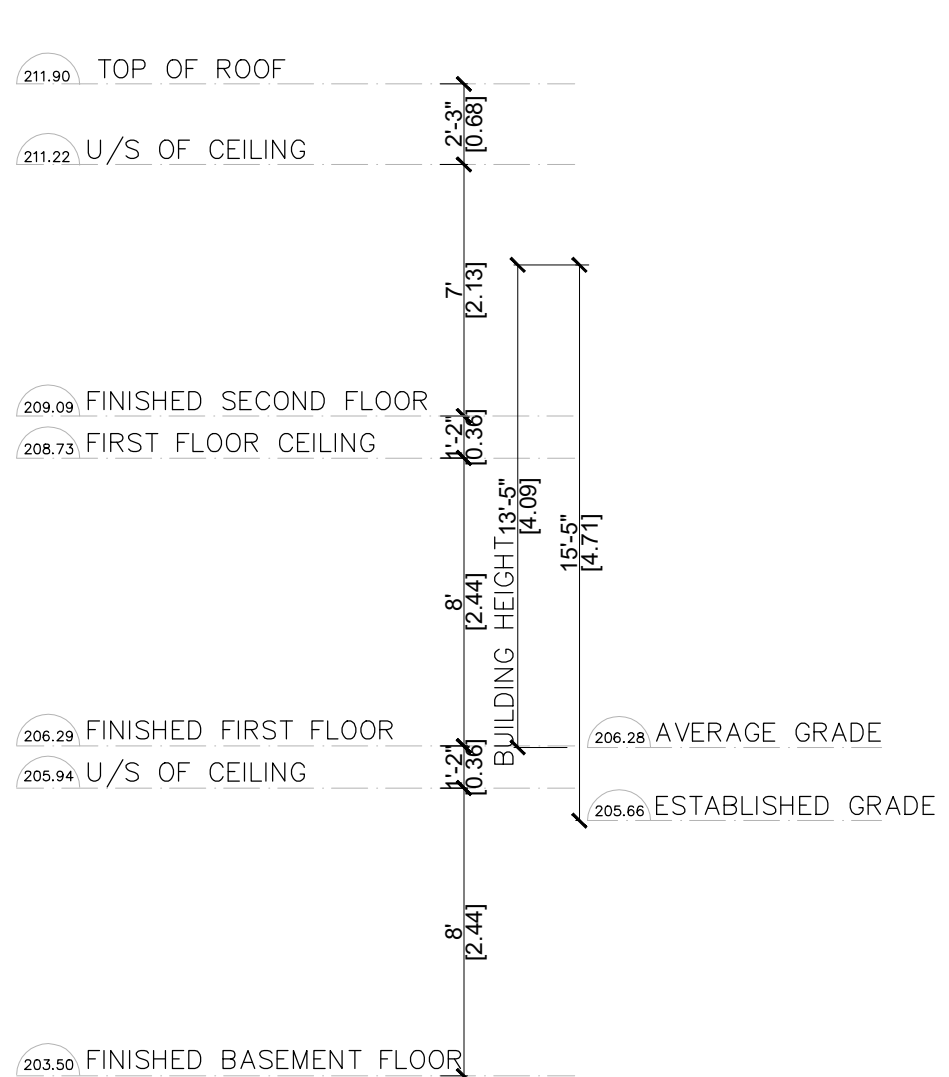 211.90 TOP OF ROOF
2'-3"
[0.68]
211.22 U/S OF CEILING
7'
[2.13]
209.09 FINISHED SECOND FLOOR
1'-2"
[0.36]
208.73 FIRST FLOOR CEILING
13'-5"
[4.09]
15'-5"
[4.71]
8'
[2.44]
BUILDING HEIGHT
206.29 FINISHED FIRST FLOOR
206.28 AVERAGE GRADE
1'-2"
[0.36]
205.94 U/S OF CEILING
205.66 ESTABLISHED GRADE
8'
[2.44]
203.50 FINISHED BASEMENT FLOOR